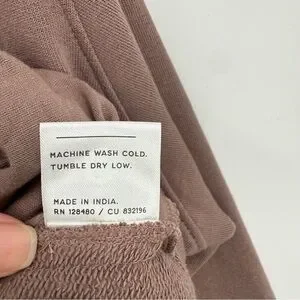 MACHINE WASH COLD.
TUMBLE DRY LOW.
MADE IN INDIA.
RN 128480 / CU 832196